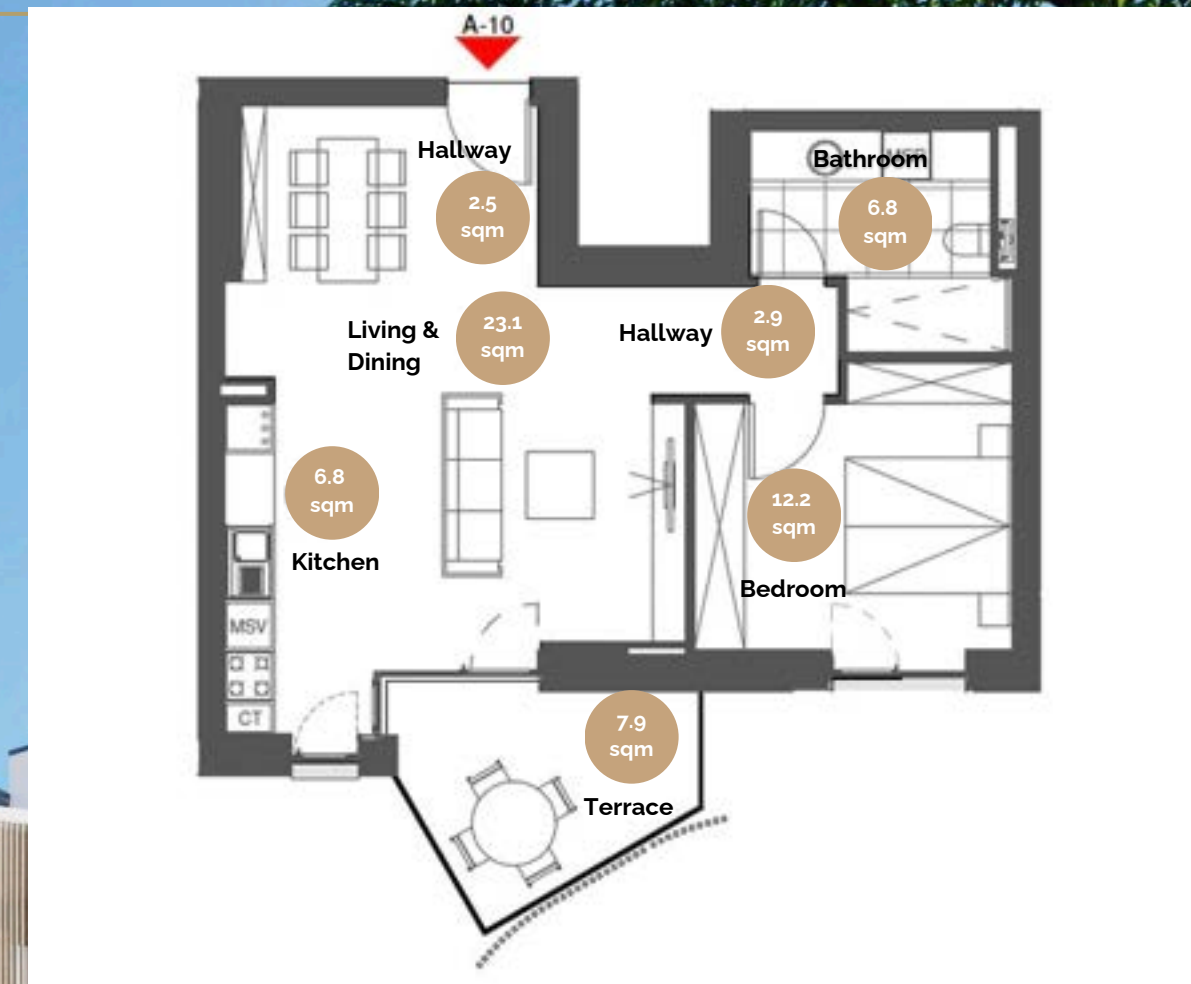 A-10
Hallway
2.5
sqm
Bathroom
6.8
sqm
Living &
Dining
23.1
sqm
Hallway
2.9
sqm
6.8
sqm
Kitchen
12.2
sqm
Bedroom
MSV
CT
7.9
sqm
Terrace